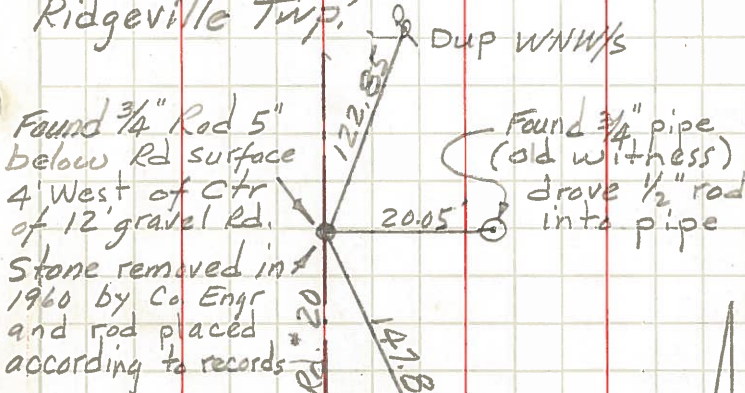 Ridgeville Twp.
Dup WNW/s
122.85
Found 3/4" Rod 5"
below Rd surface
4' West of Ctr
of 12' gravel Rd.
Stone removed in
1960 by Co Engr
and rod placed
according to records
Found 3/4" pipe
(old witness)
drove 1/2" rod
into pipe
20.05'
Rd. # 20
147.8